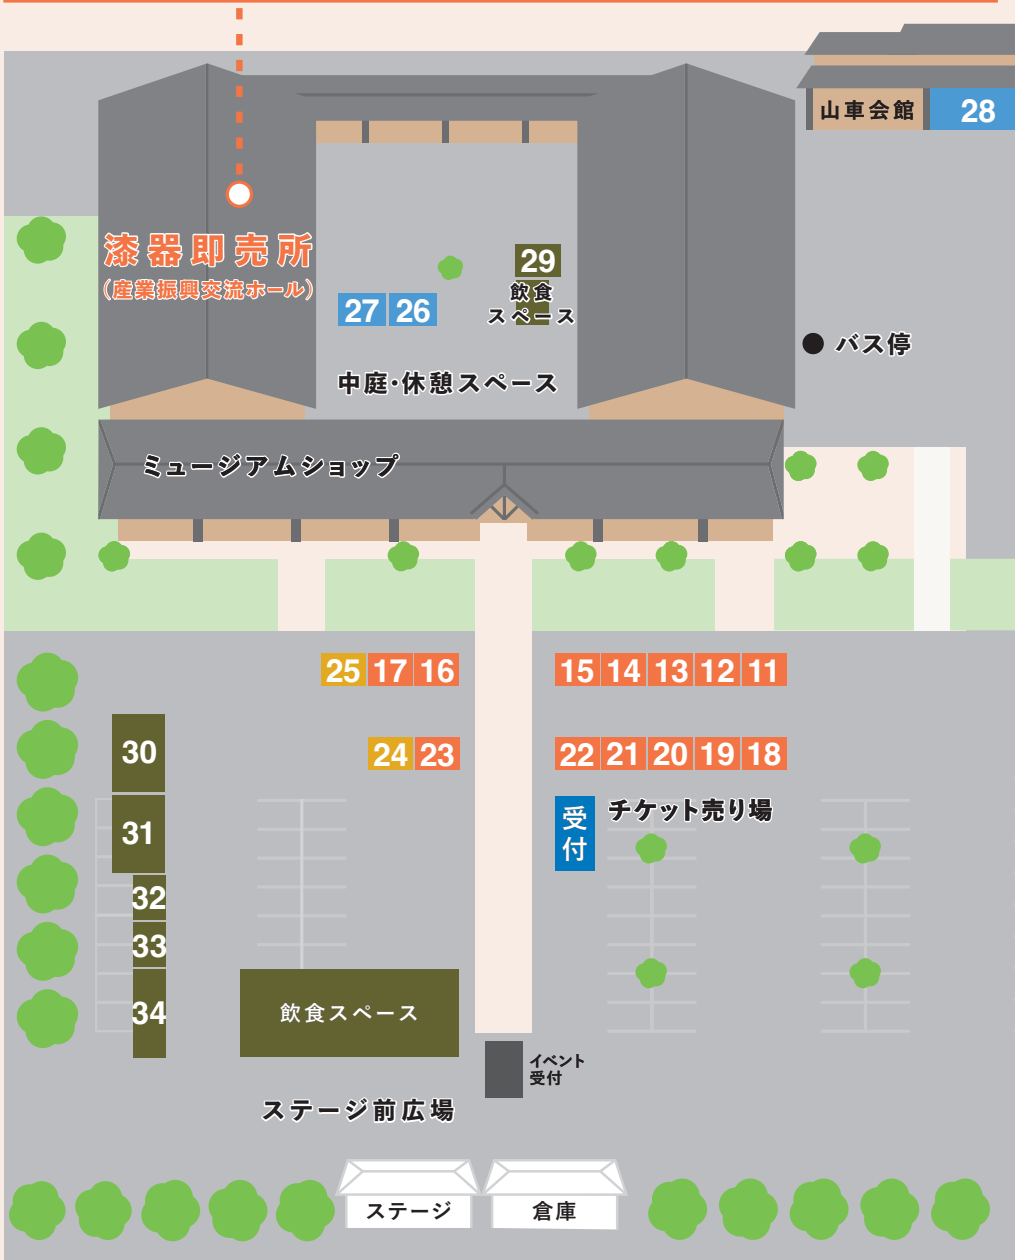 山車会館
28
漆器即売所
（産業振興交流ホール）
29
飲食
スペース
27 26
バス停
中庭・休憩スペース
ミュージアムショップ
25 17 16
15 14 13 12 11
24 23
22 21 20 19 18
30
31
32
33
34
受付
チケット売り場
飲食スペース
イベント
受付
ステージ前広場
ステージ
倉庫